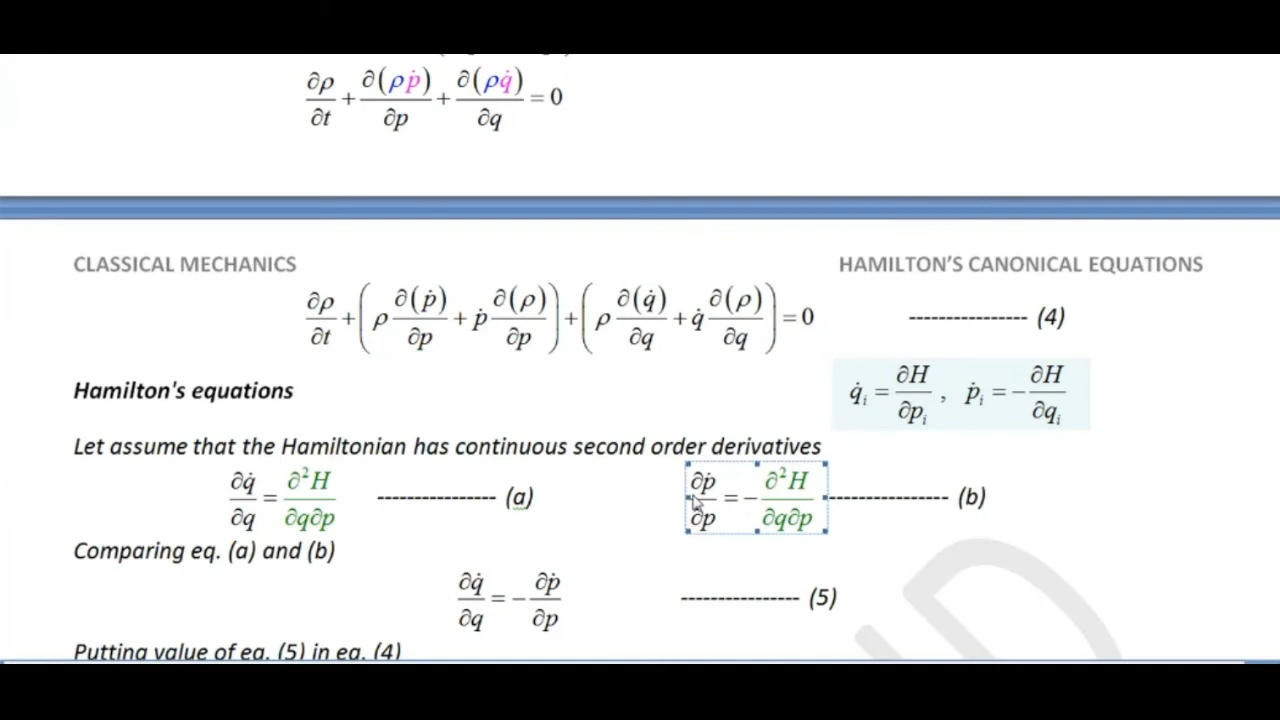 ∂ρ/∂t + ∂(ρṗ)/∂p + ∂(ρq̇)/∂q = 0
CLASSICAL MECHANICS HAMILTON'S CANONICAL EQUATIONS
∂ρ/∂t + (ρ ∂(ṗ)/∂p + ṗ ∂(ρ)/∂p) + (ρ ∂(q̇)/∂q + q̇ ∂(ρ)/∂q) = 0 ---------------- (4)
Hamilton's equations q̇ᵢ = ∂H/∂pᵢ , ṗᵢ = -∂H/∂qᵢ
Let assume that the Hamiltonian has continuous second order derivatives
∂q̇/∂q = ∂²H/∂q∂p ---------------- (a) ∂ṗ/∂p = -∂²H/∂q∂p ---------------- (b)
Comparing eq. (a) and (b)
∂q̇/∂q = -∂ṗ/∂p ---------------- (5)
Putting value of eq. (5) in eq. (4)